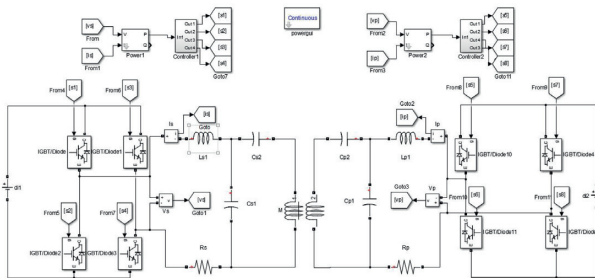 [vs]
From
[is]
From1
V P
I Q
Power1
In1
Out1
Out2
Out3
Out4
Controller1
[s1]
[s2]
[s3]
[s4]
Goto7
Continuous
powergui
[vp]
From2
[ip]
From3
V P
I Q
Power2
In1
Out1
Out2
Out3
Out4
Controller2
[s5]
[s6]
[s7]
[s8]
Goto11
From4
[s1]
From6
[s3]
Is
[is]
Goto
Ls1
Cs2
Cp2
Goto2
[ip]
Lp1
Ip
From8
[s5]
From9
[s7]
IGBT/Diode
IGBT/Diode1
IGBT/Diode10
IGBT/Diode4
di1
From5
[s2]
From7
[s4]
Vs
[vs]
Goto1
Cs1
M
Cp1
Goto3
[vp]
Vp
From10
[s6]
From11
[s8]
di2
IGBT/Diode2
IGBT/Diode3
Rs
Rp
IGBT/Diode11